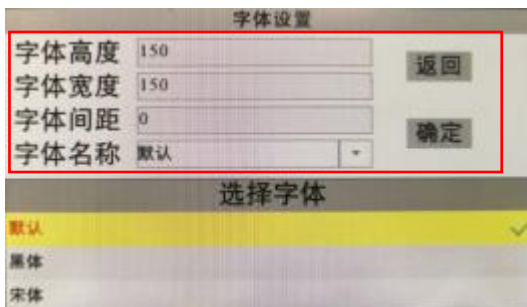 字体设置
字体高度 150
返回
字体宽度 150
字体间距 0
确定
字体名称 默认
选择字体
默认
黑体
宋体